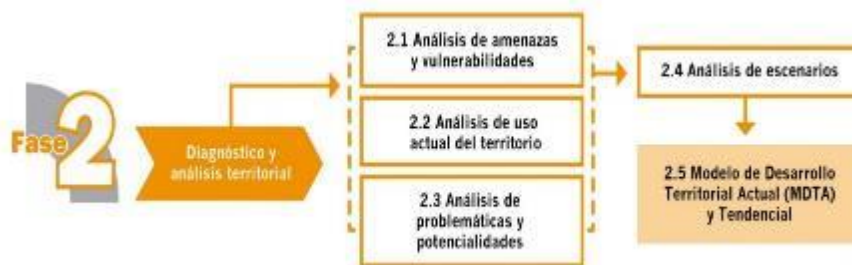 Fase 2
Diagnóstico y
análisis territorial
2.1 Análisis de amenazas
y vulnerabilidades
2.2 Análisis de uso
actual del territorio
2.3 Análisis de
problemáticas y
potencialidades
2.4 Análisis de escenarios
2.5 Modelo de Desarrollo
Territorial Actual (MDTA)
y Tendencial